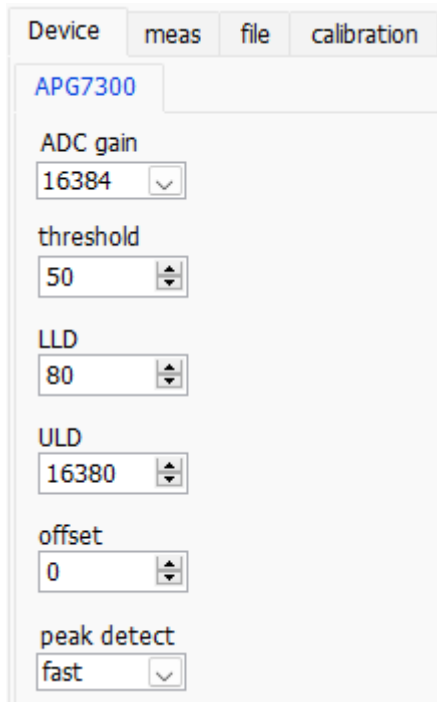 Device meas file calibration
APG7300
ADC gain
16384
threshold
50
LLD
80
ULD
16380
offset
0
peak detect
fast